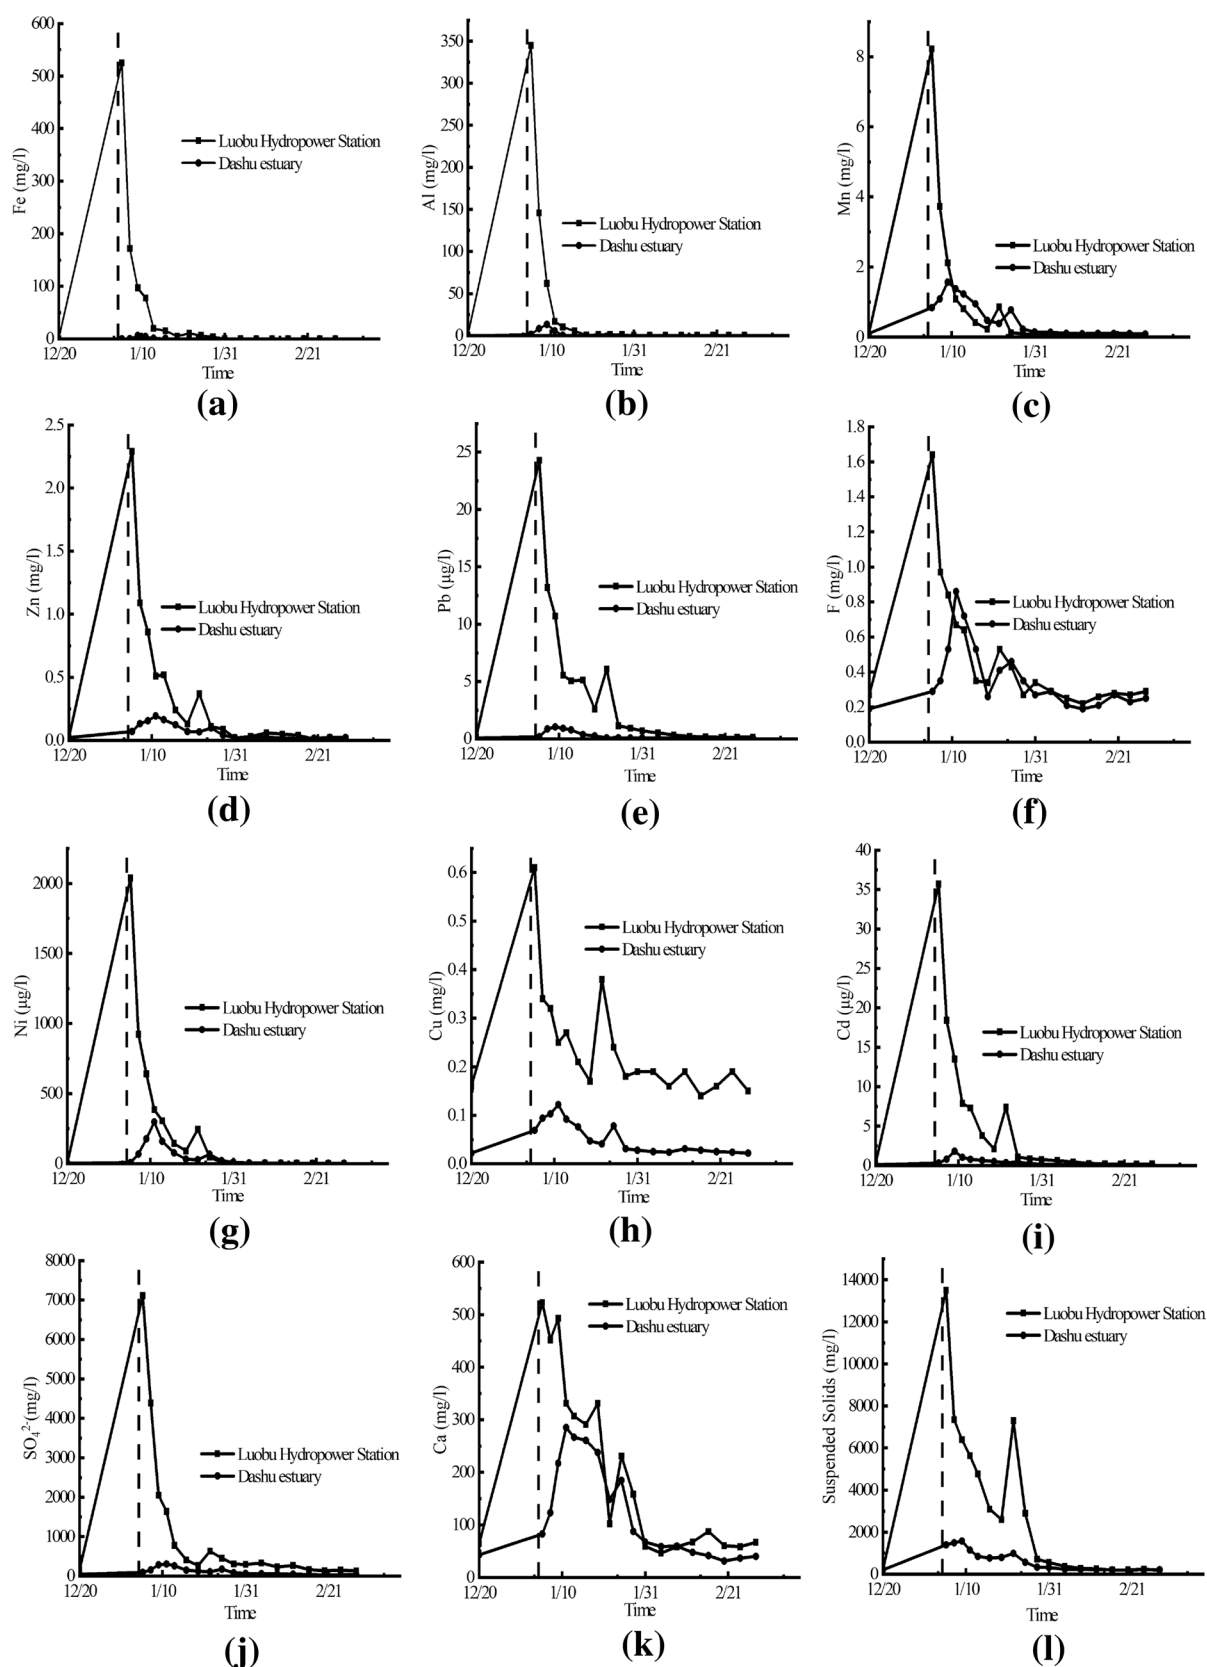 600
500
400
300
200
100
0
Fe (mg/l)
Luobu Hydropower Station
Dashu estuary
12/20 1/10 1/31 2/21
Time
(a)
350
300
250
200
150
100
50
0
Al (mg/l)
Luobu Hydropower Station
Dashu estuary
12/20 1/10 1/31 2/21
Time
(b)
8
6
4
2
0
Mn (mg/l)
Luobu Hydropower Station
Dashu estuary
12/20 1/10 1/31 2/21
Time
(c)
2.5
2.0
1.5
1.0
0.5
0.0
Zn (mg/l)
Luobu Hydropower Station
Dashu estuary
12/20 1/10 1/31 2/21
Time
(d)
25
20
15
10
5
0
Pb (μg/l)
Luobu Hydropower Station
Dashu estuary
12/20 1/10 1/31 2/21
Time
(e)
1.8
1.6
1.4
1.2
1.0
0.8
0.6
0.4
0.2
0.0
F (mg/l)
Luobu Hydropower Station
Dashu estuary
12/20 1/10 1/31 2/21
Time
(f)
2000
1500
1000
500
0
Ni (μg/l)
Luobu Hydropower Station
Dashu estuary
12/20 1/10 1/31 2/21
Time
(g)
0.6
0.5
0.4
0.3
0.2
0.1
0.0
Cu (mg/l)
Luobu Hydropower Station
Dashu estuary
12/20 1/10 1/31 2/21
Time
(h)
40
35
30
25
20
15
10
5
0
Cd (μg/l)
Luobu Hydropower Station
Dashu estuary
12/20 1/10 1/31 2/21
Time
(i)
8000
7000
6000
5000
4000
3000
2000
1000
0
SO₄²⁻(mg/l)
Luobu Hydropower Station
Dashu estuary
12/20 1/10 1/31 2/21
Time
(j)
600
500
400
300
200
100
0
Ca (mg/l)
Luobu Hydropower Station
Dashu estuary
12/20 1/10 1/31 2/21
Time
(k)
14000
12000
10000
8000
6000
4000
2000
0
Suspended Solids (mg/l)
Luobu Hydropower Station
Dashu estuary
12/20 1/10 1/31 2/21
Time
(l)